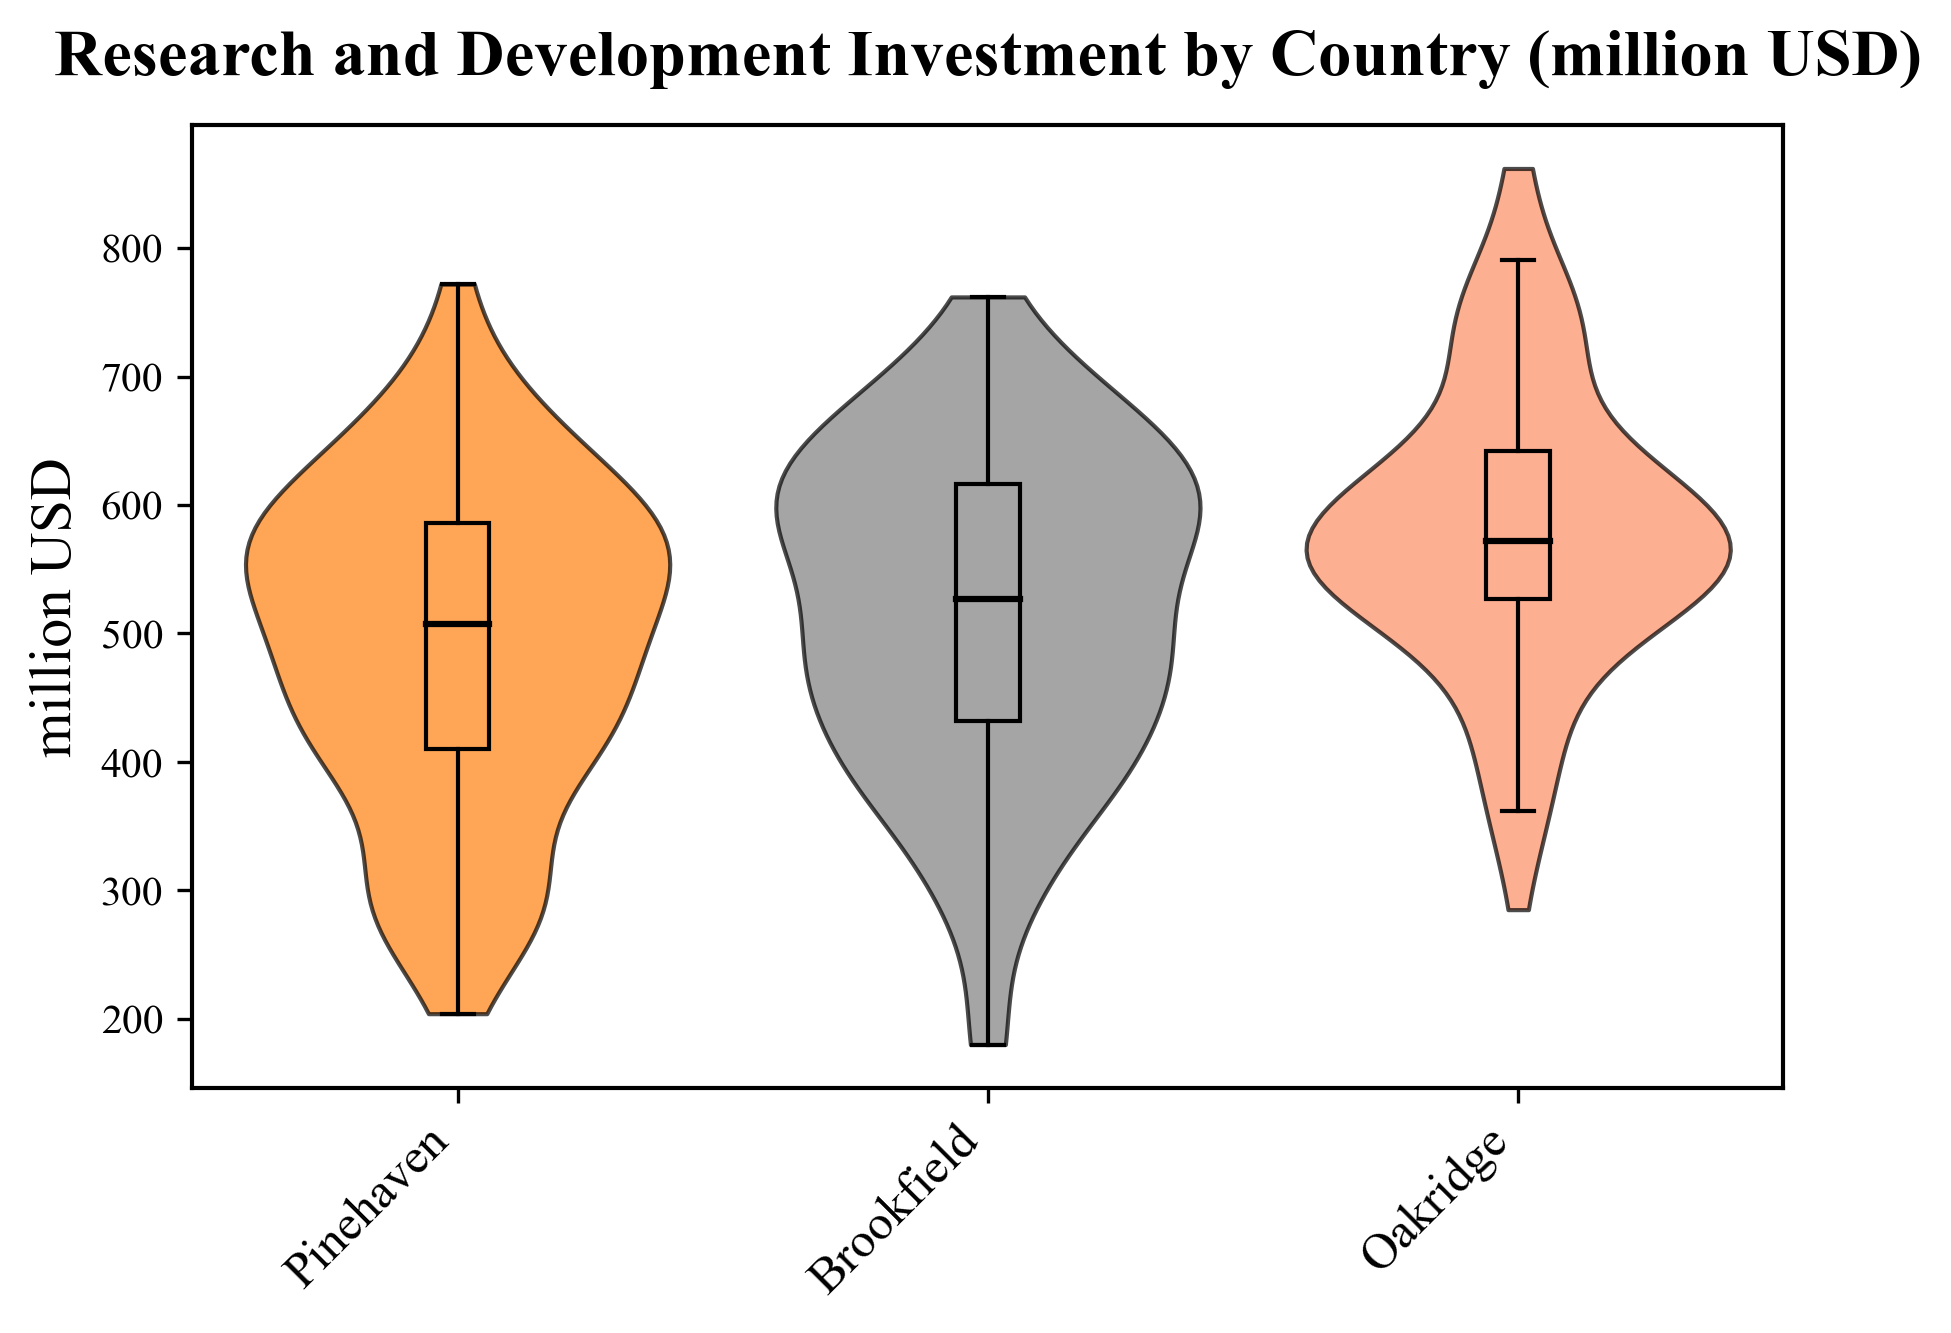 Research and Development Investment by Country (million USD)
million USD
800
700
600
500
400
300
200
Pinehaven
Brookfield
Oakridge